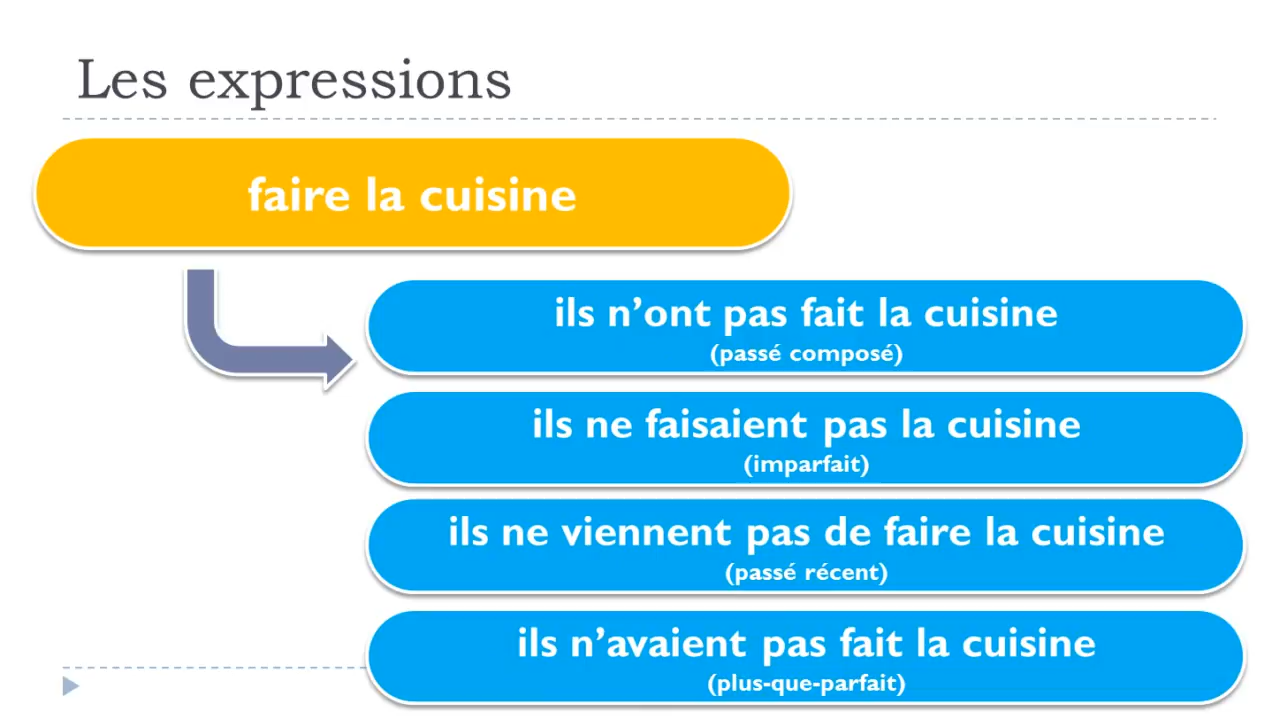 Les expressions
faire la cuisine
ils n’ont pas fait la cuisine
(passé composé)
ils ne faisaient pas la cuisine
(imparfait)
ils ne viennent pas de faire la cuisine
(passé récent)
ils n’avaient pas fait la cuisine
(plus-que-parfait)